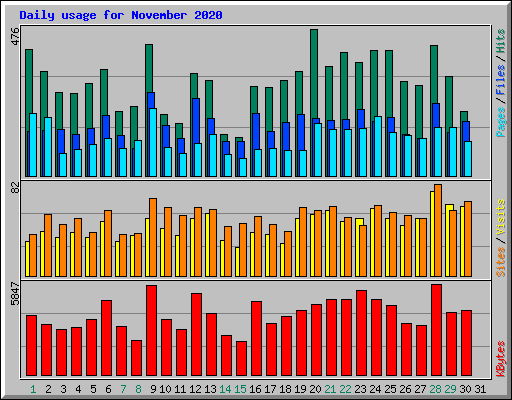 Daily usage for November 2020
476
Pages / Files / Hits
82
Sites / Visits
5847
KBytes
1 2 3 4 5 6 7 8 9 10 11 12 13 14 15 16 17 18 19 20 21 22 23 24 25 26 27 28 29 30 31